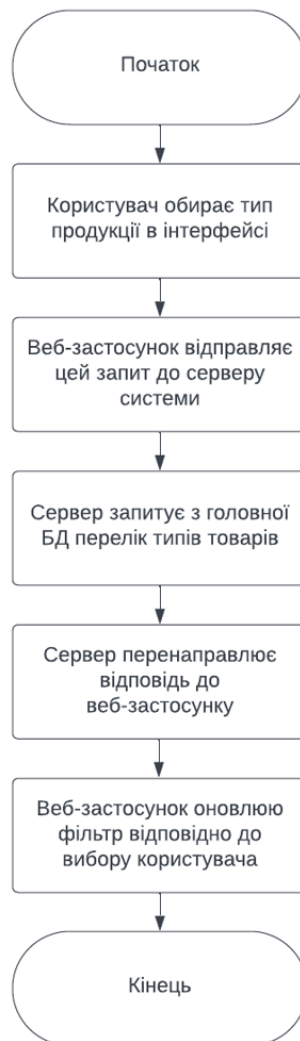 Початок
Користувач обирає тип
продукції в інтерфейсі
Веб-застосунок відправляє
цей запит до серверу
системи
Сервер запитує з головної
БД перелік типів товарів
Сервер перенаправлює
відповідь до
веб-застосунку
Веб-застосунок оновлюю
фільтр відповідно до
вибору користувача
Кінець